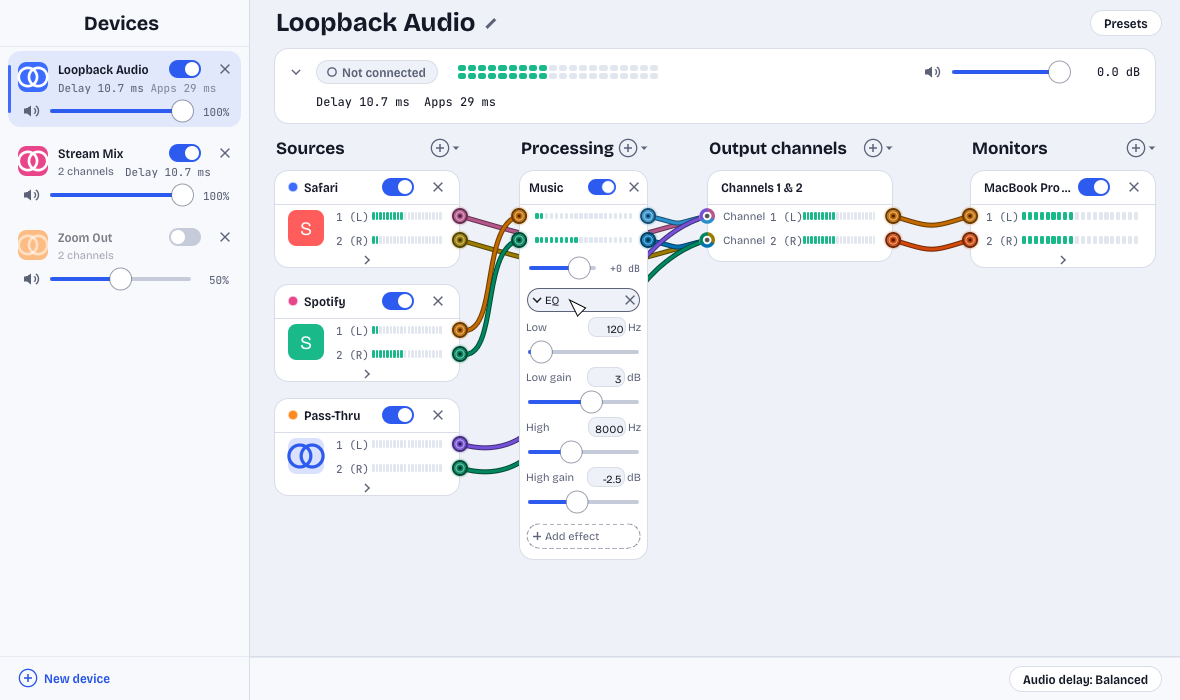 Devices
Loopback Audio
Delay 10.7 ms Apps 29 ms
100%
Stream Mix
2 channels Delay 10.7 ms
100%
Zoom Out
2 channels
50%
New device
Loopback Audio
Presets
Not connected
0.0 dB
Delay 10.7 ms Apps 29 ms
Sources
Processing
Output channels
Monitors
Safari
S
1 (L)
2 (R)
Spotify
S
1 (L)
2 (R)
Pass-Thru
1 (L)
2 (R)
Music
+0 dB
EQ
Low 120 Hz
Low gain 3 dB
High 8000 Hz
High gain -2.5 dB
Add effect
Channels 1 & 2
Channel 1 (L)
Channel 2 (R)
MacBook Pro...
1 (L)
2 (R)
Audio delay: Balanced